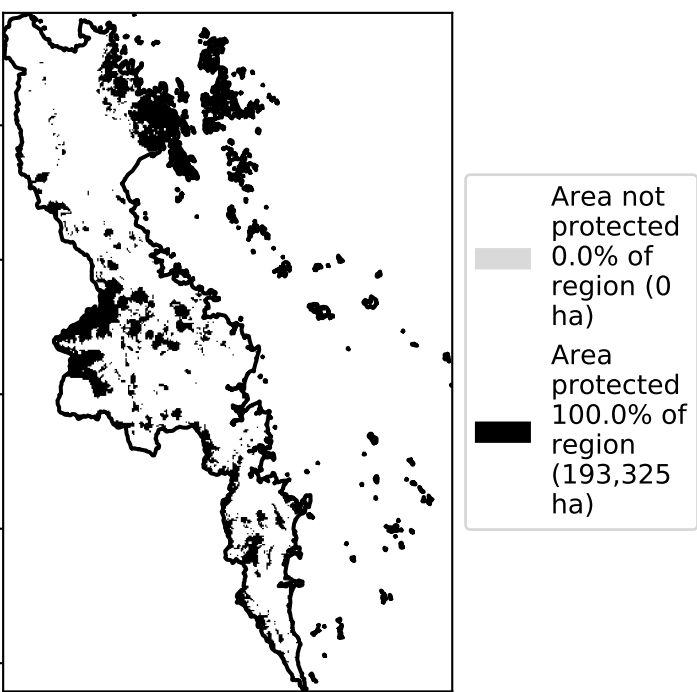 Area not
protected
0.0% of
region (0
ha)
Area
protected
100.0% of
region
(193,325
ha)